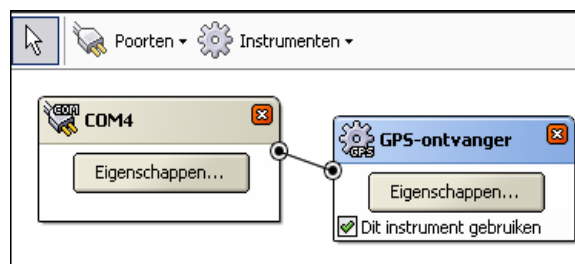 Poorten Instrumenten
COM COM4
GPS GPS-ontvanger
Eigenschappen...
Eigenschappen...
Dit instrument gebruiken